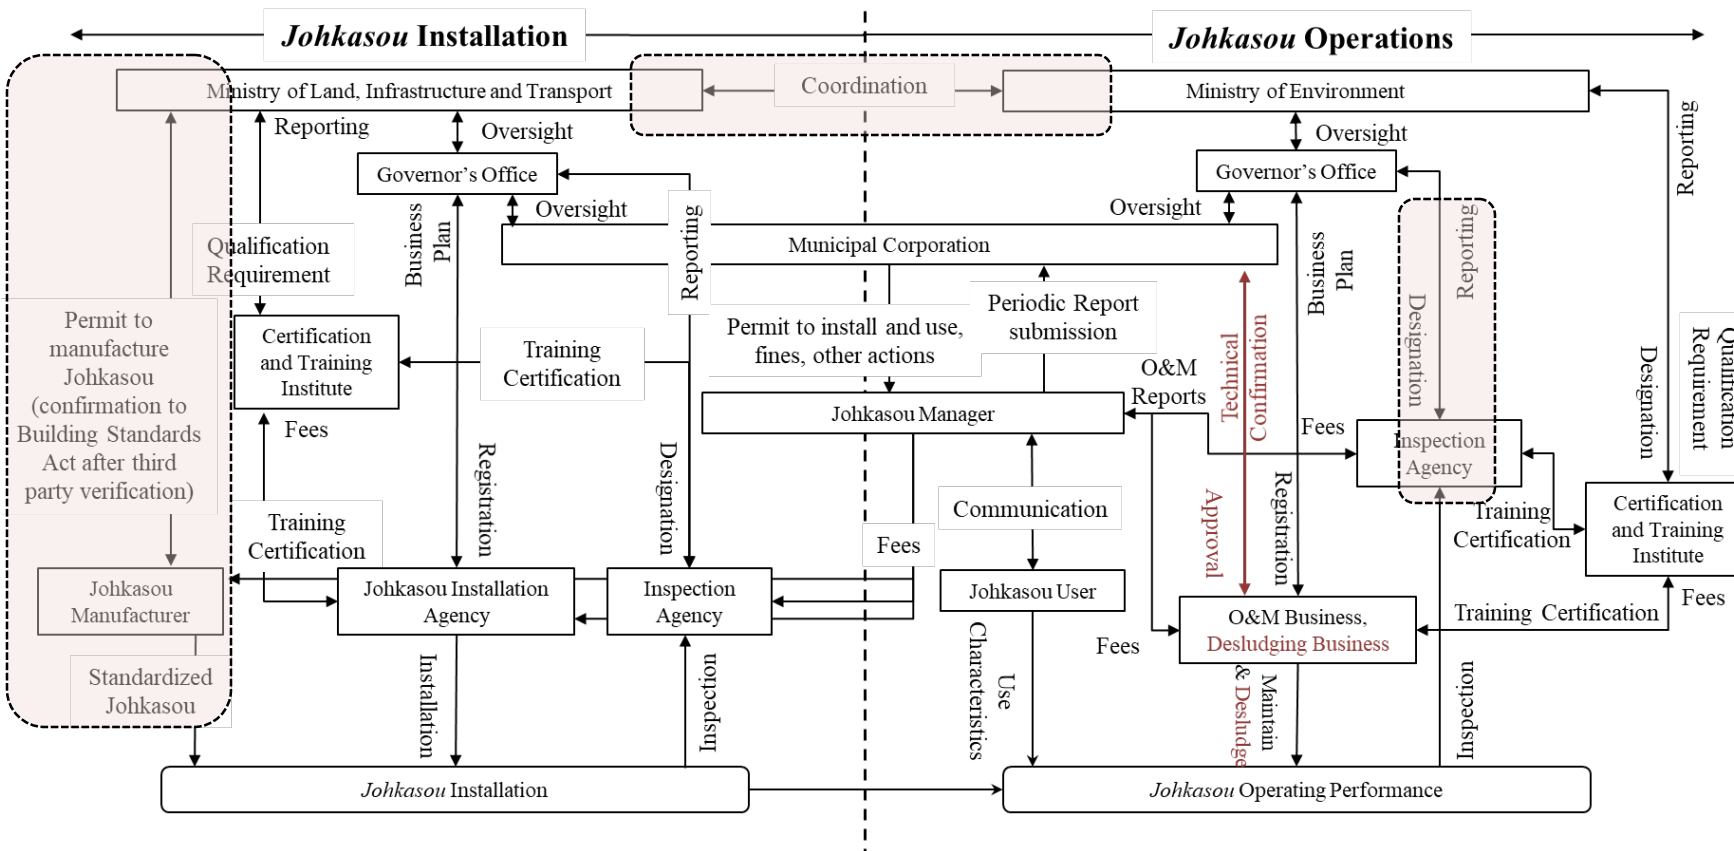 Johkasou Installation
Johkasou Operations
Ministry of Land, Infrastructure and Transport
Coordination
Ministry of Environment
Reporting
Oversight
Oversight
Reporting
Governor's Office
Governor's Office
Business
Plan
Oversight
Reporting
Oversight
Business
Plan
Reporting
Municipal Corporation
Qualification
Requirement
Permit to
manufacture
Johkasou
(confirmation to
Building Standards
Act after third
party verification)
Certification
and Training
Institute
Training
Certification
Permit to install and use,
fines, other actions
Periodic Report
submission
Technical
Confirmation
Designation
Designation
Qualification
Requirement
O&M
Reports
Johkasou Manager
Fees
Fees
Inspection
Agency
Registration
Designation
Approval
Registration
Training
Certification
Fees
Communication
Training
Certification
Certification
and Training
Institute
Johkasou
Manufacturer
Johkasou Installation
Agency
Inspection
Agency
Johkasou User
Fees
O&M Business,
Desludging Business
Training Certification
Fees
Standardized
Johkasou
Installation
Inspection
Use
Characteristics
Maintain
& Desludge
Inspection
Johkasou Installation
Johkasou Operating Performance